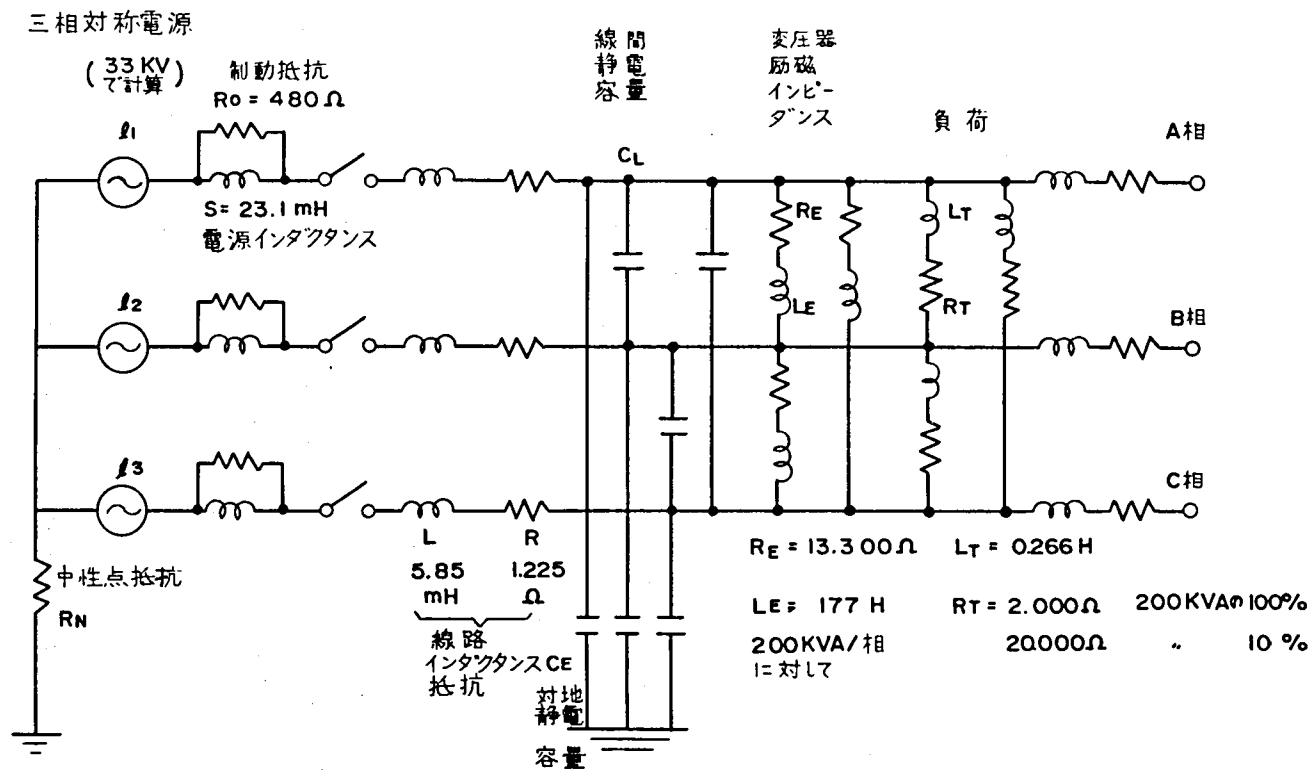 三相対称電源
(33KVで計算)
制動抵抗
Ro = 480Ω
l1
S = 23.1mH
電源インダクタンス
l2
l3
中性点抵抗
RN
L
R
5.85
mH
1.225
Ω
線路
インダクタンス
抵抗
CE
対地
静電
容量
線間
静電
容量
CL
変圧器
励磁
インピー
ダンス
RE
LE
負荷
LT
RT
A相
B相
C相
RE = 13.300Ω
LT = 0.266H
LE = 177H
RT = 2.000Ω
200KVAの100%
200KVA/相
に対して
20.000Ω
〃
10%